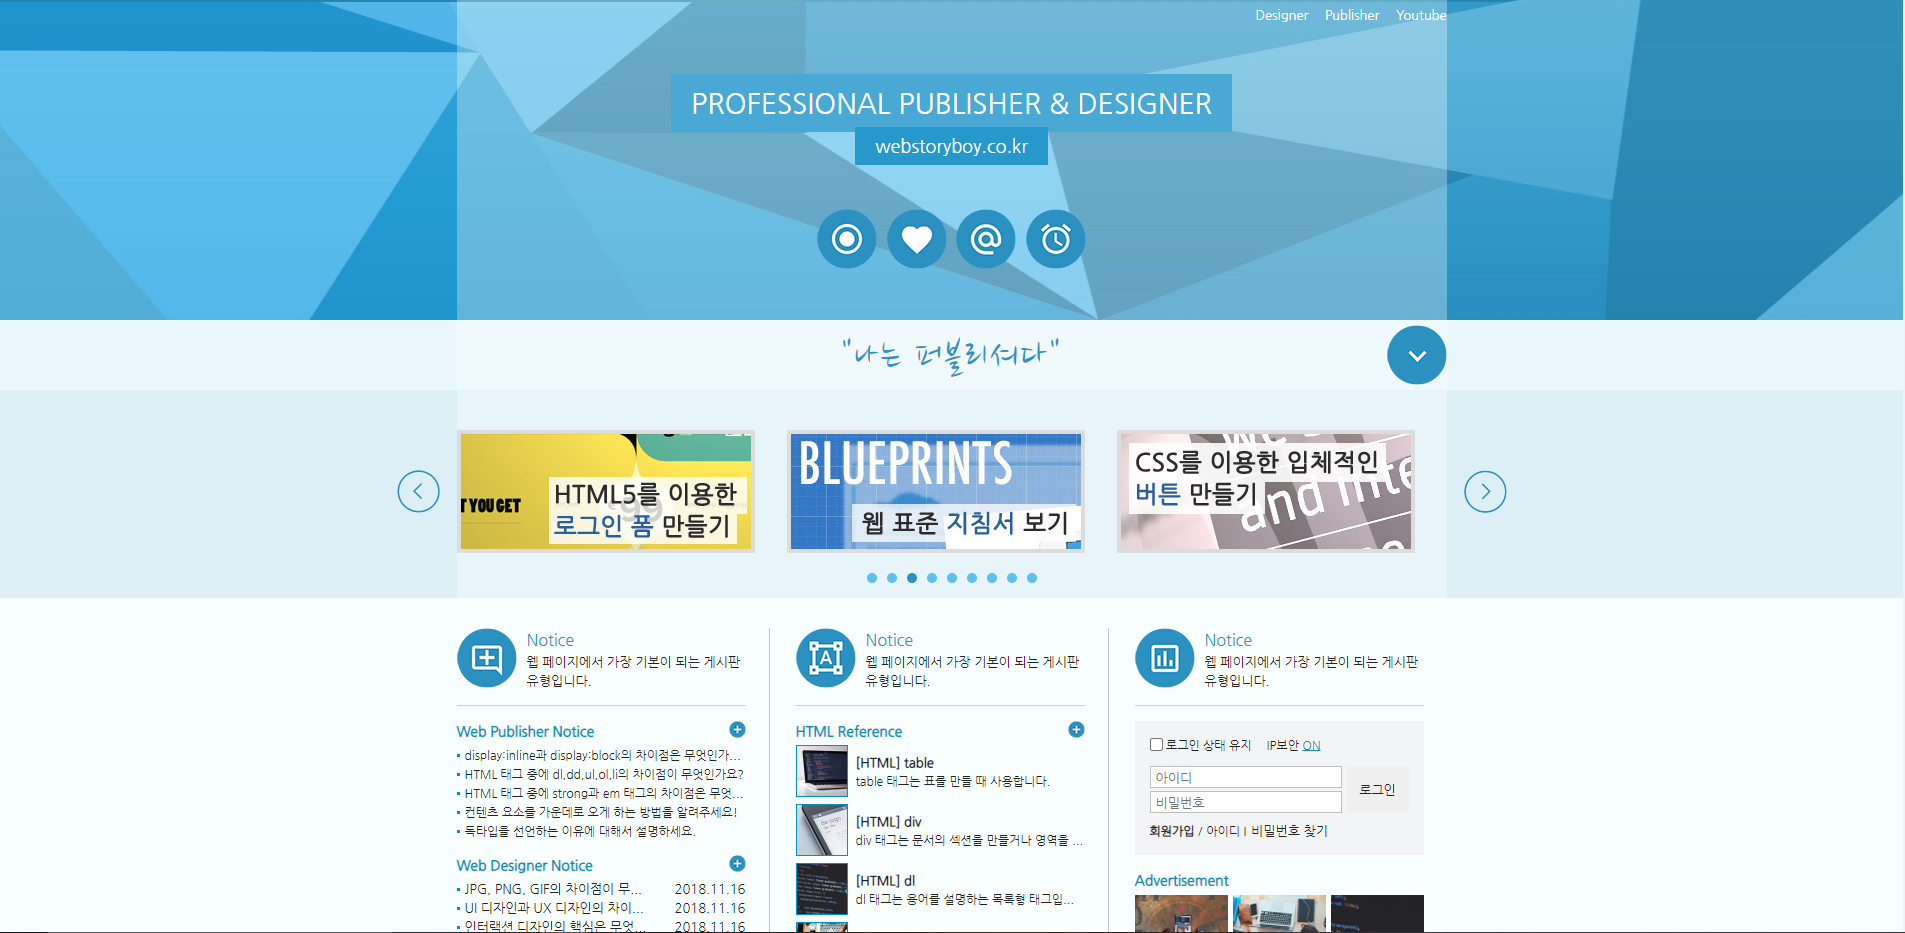 Designer Publisher Youtube
PROFESSIONAL PUBLISHER & DESIGNER
webstoryboy.co.kr
"나는 퍼블리셔다"
T YOU GET
HTML5를 이용한
로그인 폼 만들기
BLUEPRINTS
웹 표준 지침서 보기
CSS를 이용한 입체적인
버튼 만들기
and inte
Notice
웹 페이지에서 가장 기본이 되는 게시판
유형입니다.
Web Publisher Notice
display:inline과 display:block의 차이점은 무엇인가...
HTML 태그 중에 dl,dd,ul,ol,li의 차이점이 무엇인가요?
HTML 태그 중에 strong과 em 태그의 차이점은 무엇...
컨텐츠 요소를 가운데로 오게 하는 방법을 알려주세요!
독타입을 선언하는 이유에 대해서 설명하세요.
Web Designer Notice
JPG, PNG, GIF의 차이점이 무... 2018.11.16
UI 디자인과 UX 디자인의 차이... 2018.11.16
인터랙션 디자인의 핵심은 무엇... 2018.11.16
Notice
웹 페이지에서 가장 기본이 되는 게시판
유형입니다.
HTML Reference
[HTML] table
table 태그는 표를 만들 때 사용합니다.
[HTML] div
div 태그는 문서의 섹션을 만들거나 영역을 ...
[HTML] dl
dl 태그는 용어를 설명하는 목록형 태그입...
Notice
웹 페이지에서 가장 기본이 되는 게시판
유형입니다.
로그인 상태 유지 IP보안 ON
아이디
비밀번호
로그인
회원가입 / 아이디 I 비밀번호 찾기
Advertisement